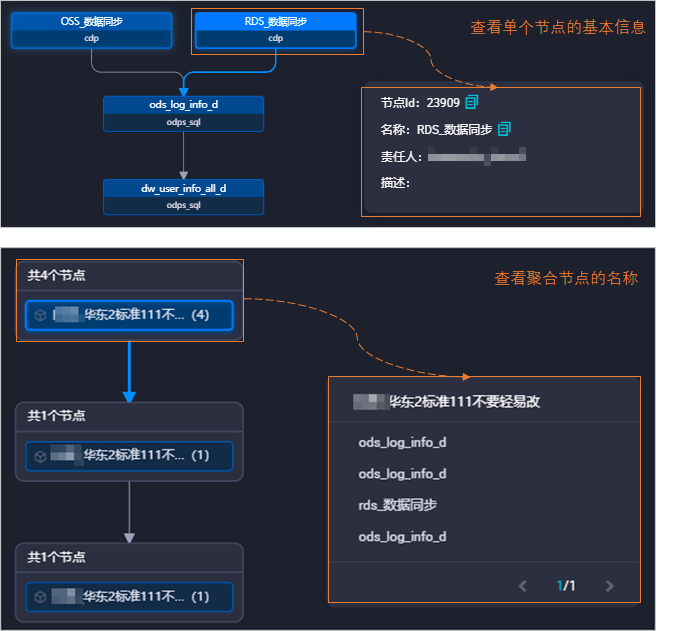 OSS_数据同步
cdp
RDS_数据同步
cdp
查看单个节点的基本信息
ods_log_info_d
odps_sql
dw_user_info_all_d
odps_sql
节点Id：23909
名称：RDS_数据同步
责任人：
描述：
共4个节点
华东2标准111不... (4)
查看聚合节点的名称
共1个节点
华东2标准111不... (1)
共1个节点
华东2标准111不... (1)
华东2标准111不要轻易改
ods_log_info_d
ods_log_info_d
rds_数据同步
ods_log_info_d
1/1